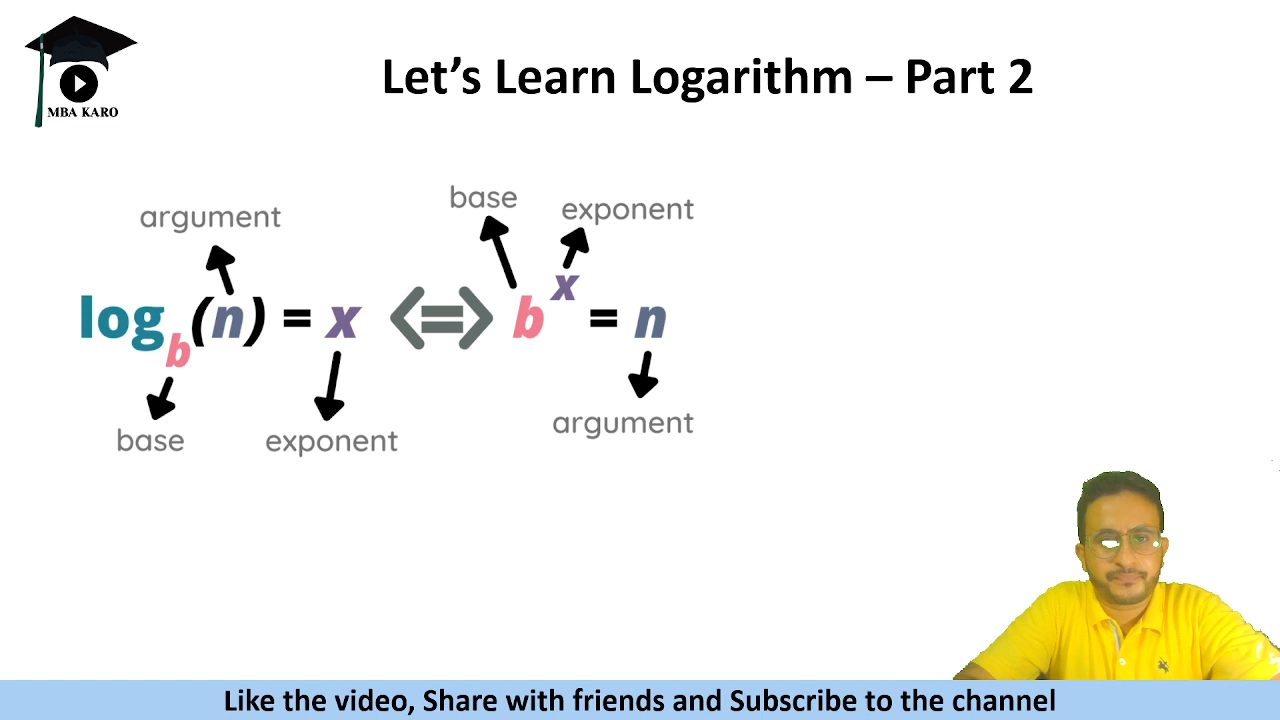 MBA KARO
Let's Learn Logarithm – Part 2
argument
base
exponent
log_b(n) = x <=> b^x = n
base
exponent
argument
Like the video, Share with friends and Subscribe to the channel